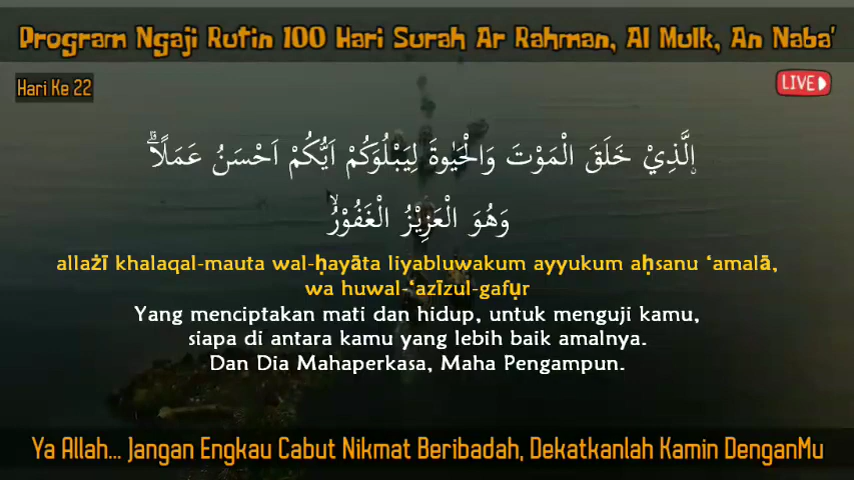 Program Ngaji Rutin 100 Hari Surah Ar Rahman, Al Mulk, An Naba'
Hari Ke 22
LIVE
ࣙالَّذِيْ خَلَقَ الْمَوْتَ وَالْحَيٰوةَ لِيَبْلُوَكُمْ اَيُّكُمْ اَحْسَنُ عَمَلًاۗ
وَهُوَ الْعَزِيْزُ الْغَفُوْرُۙ
allażī khalaqal-mauta wal-ḥayāta liyabluwakum ayyukum aḥsanu ‘amalā,
wa huwal-‘azīzul-gafụr
Yang menciptakan mati dan hidup, untuk menguji kamu,
siapa di antara kamu yang lebih baik amalnya.
Dan Dia Mahaperkasa, Maha Pengampun.
Ya Allah... Jangan Engkau Cabut Nikmat Beribadah, Dekatkanlah Kamin DenganMu